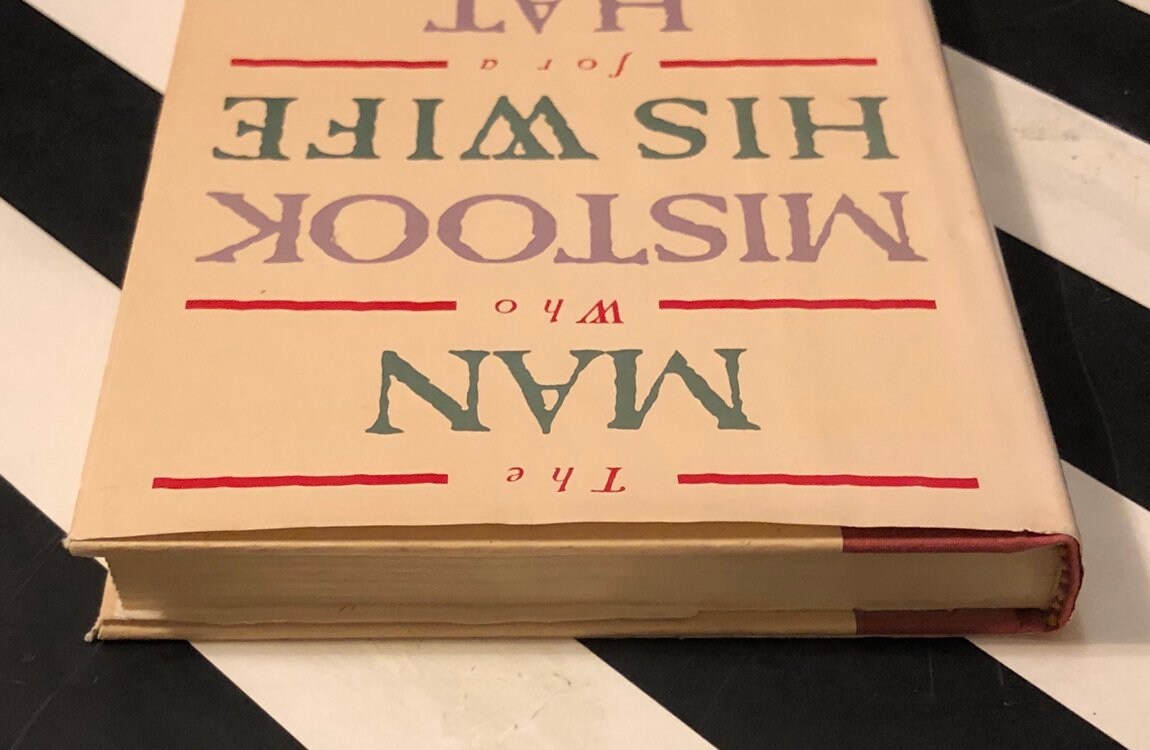 The
MAN
Who
MISTOOK
HIS WIFE
for a
HAT